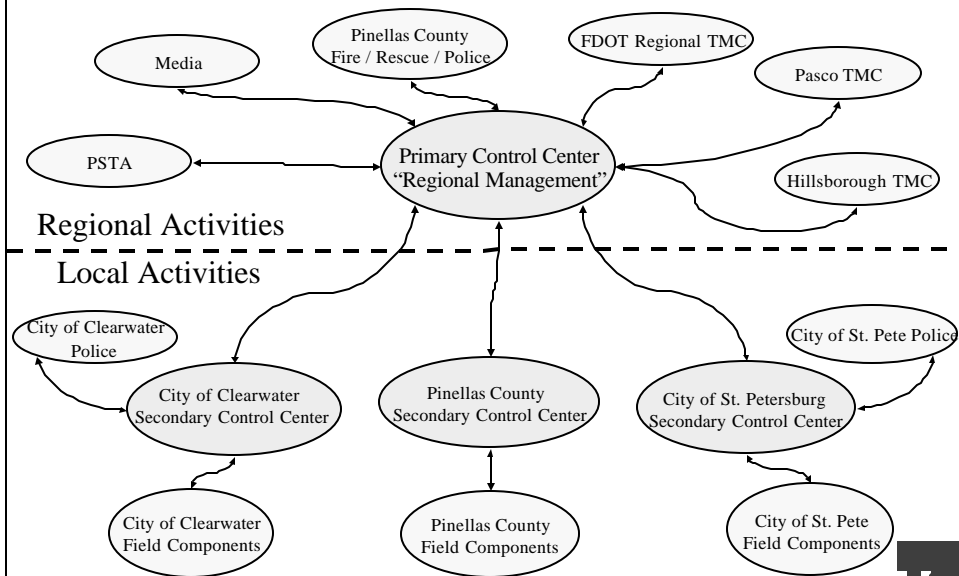 Pinellas County
Fire / Rescue / Police
FDOT Regional TMC
Media
Pasco TMC
PSTA
Primary Control Center
“Regional Management”
Hillsborough TMC
Regional Activities
Local Activities
City of Clearwater
Police
City of St. Pete Police
City of Clearwater
Secondary Control Center
Pinellas County
Secondary Control Center
City of St. Petersburg
Secondary Control Center
City of Clearwater
Field Components
Pinellas County
Field Components
City of St. Pete
Field Components